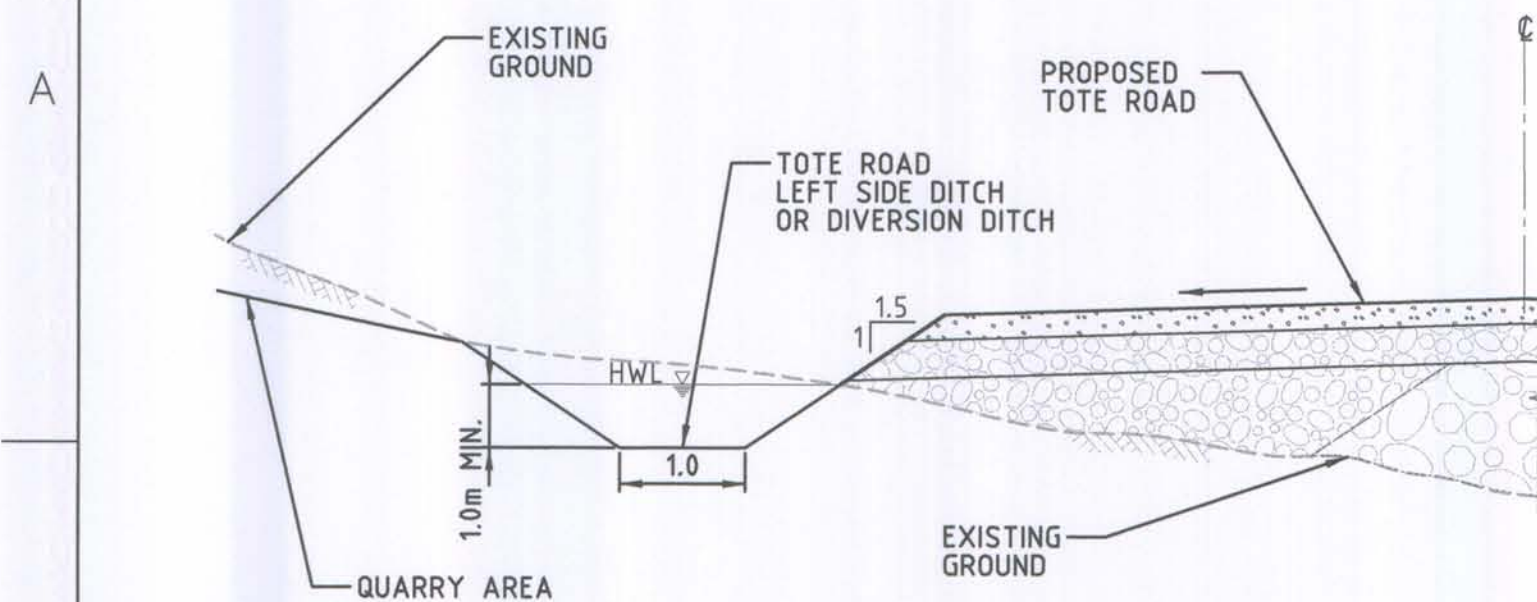 A
EXISTING
GROUND
PROPOSED
TOTE ROAD
℄
TOTE ROAD
LEFT SIDE DITCH
OR DIVERSION DITCH
1.5
1
HWL
1.0m MIN.
1.0
EXISTING
GROUND
QUARRY AREA